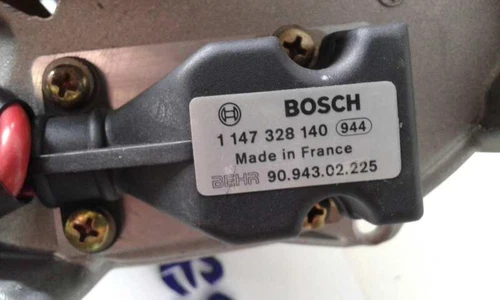 BOSCH
1 147 328 140 944
Made in France
BEHR 90.943.02.225